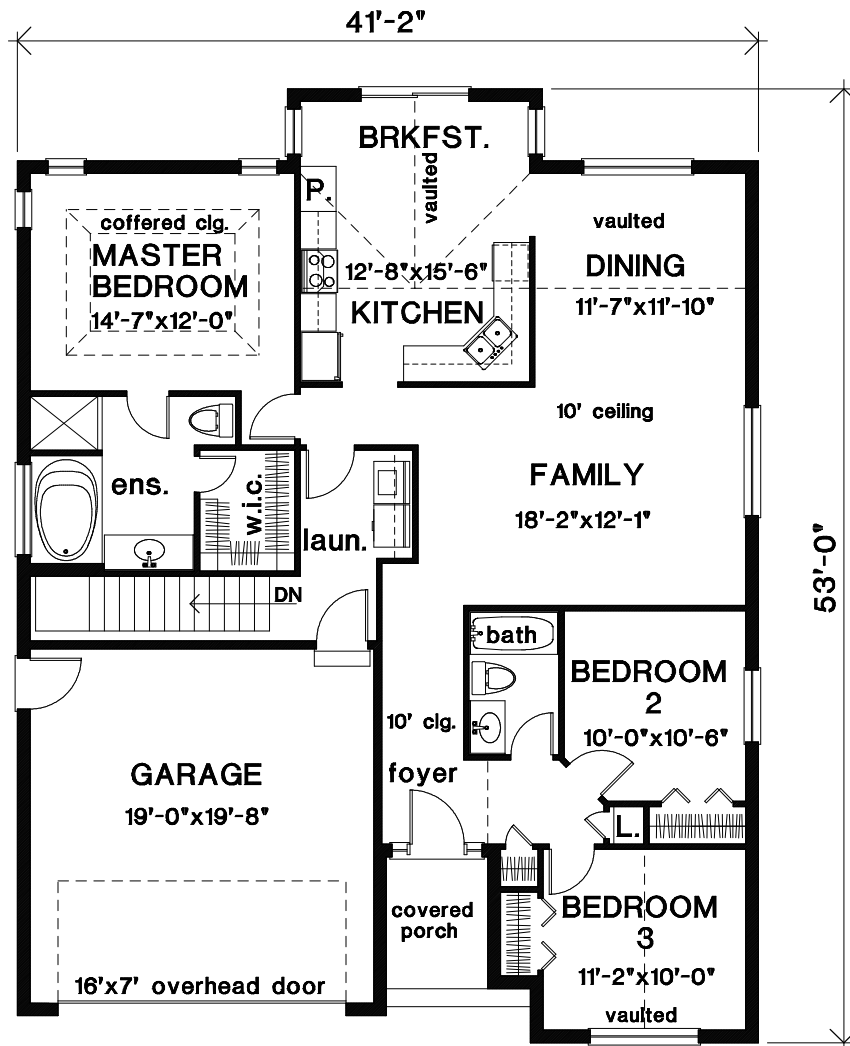 41'-2"
BRKFST.
vaulted
P.
coffered clg.
MASTER
BEDROOM
14'-7"x12'-0"
12'-8"x15'-6"
KITCHEN
vaulted
DINING
11'-7"x11'-10"
10' ceiling
FAMILY
18'-2"x12'-1"
ens.
w.i.c.
laun.
DN
53'-0"
bath
BEDROOM
2
10'-0"x10'-6"
10' clg.
foyer
GARAGE
19'-0"x19'-8"
L.
covered
porch
BEDROOM
3
11'-2"x10'-0"
vaulted
16'x7' overhead door